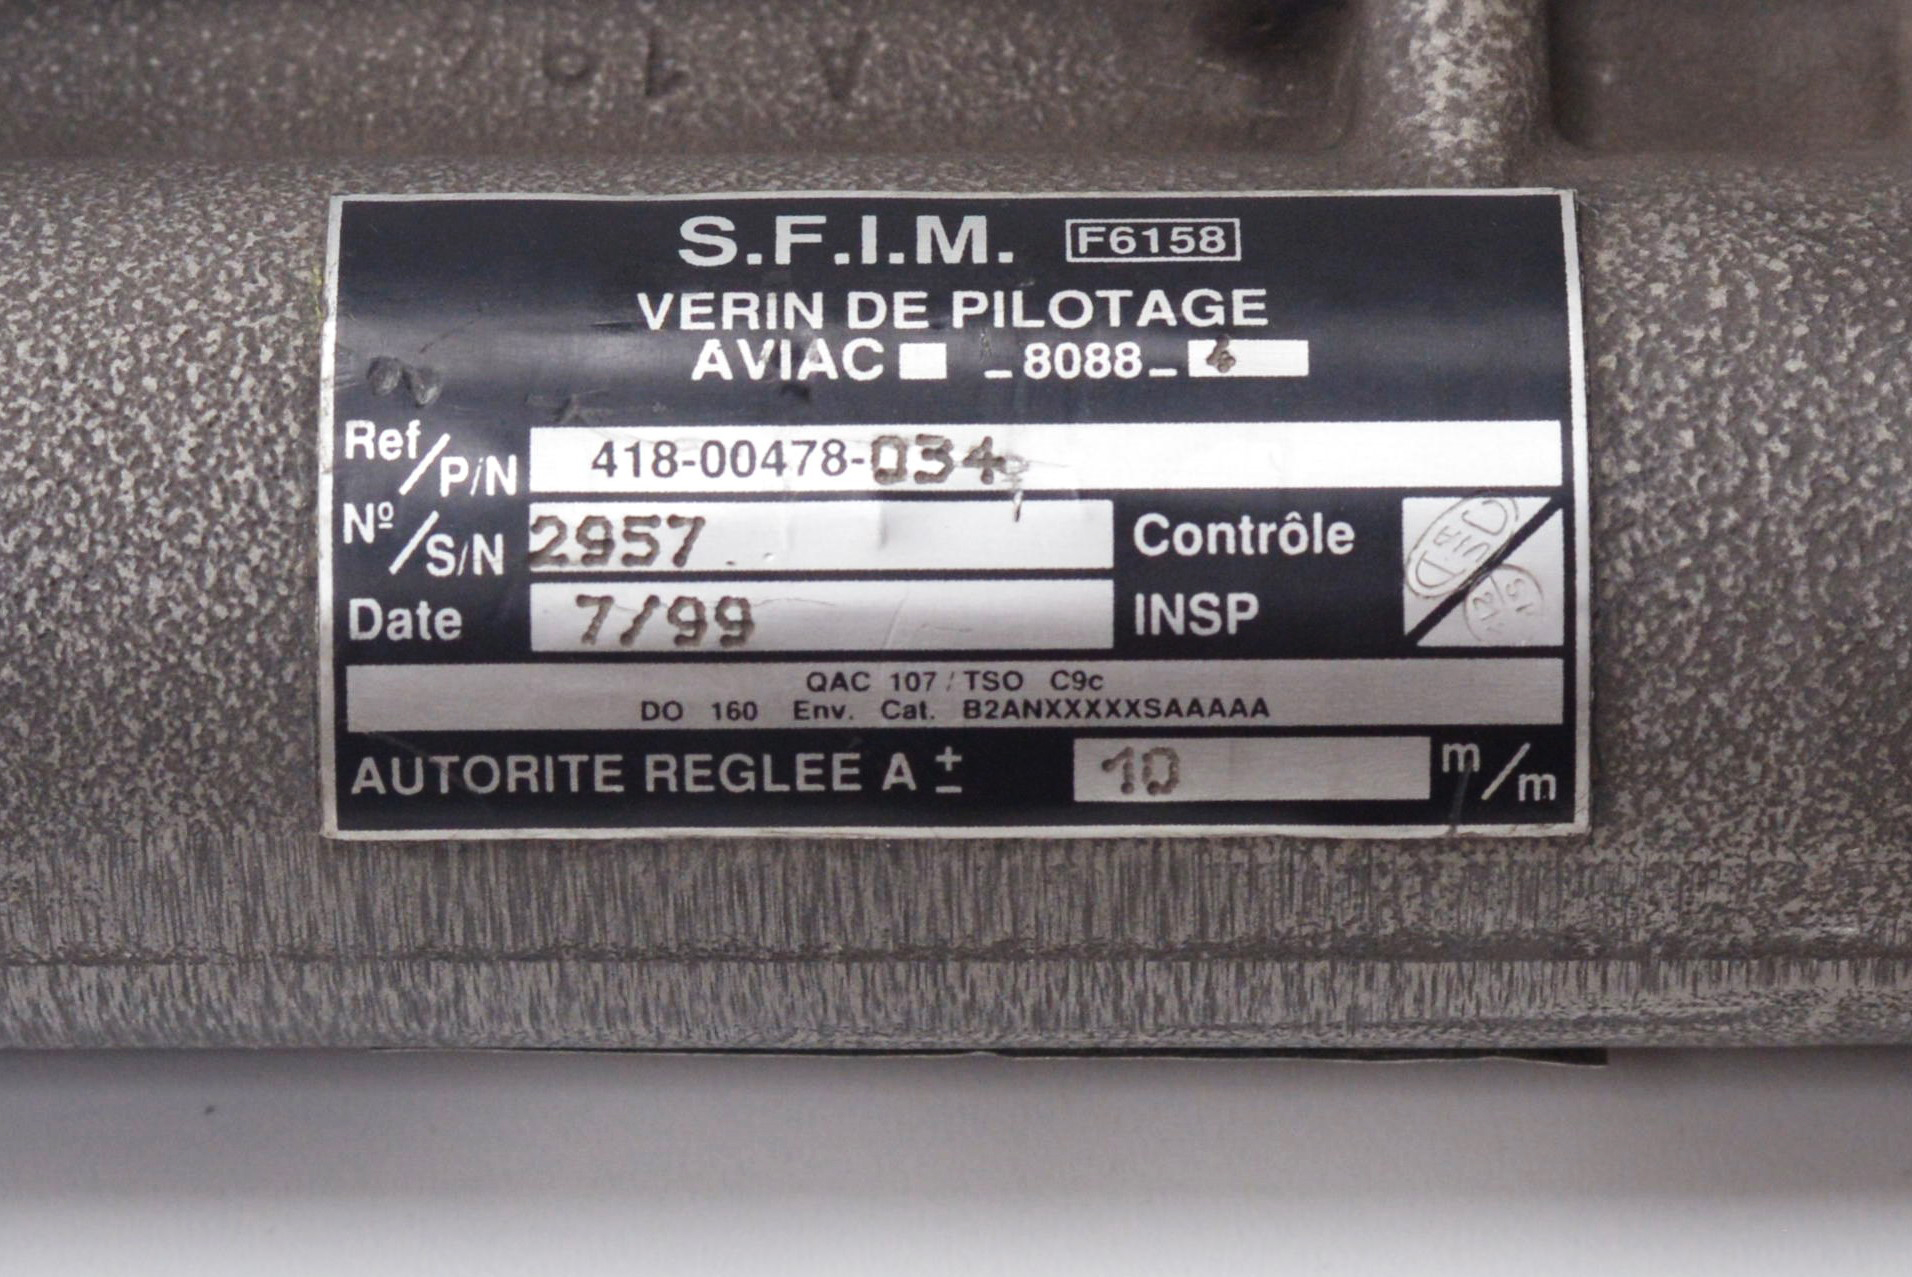 S.F.I.M. F6158
VERIN DE PILOTAGE
AVIAC _8088_4
Ref/P/N 418-00478-034
Nº/S/N 2957
Contrôle
Date 7/99
INSP
QAC 107/TSO C9c
DO 160 Env. Cat. B2ANXXXXXSAAAAA
AUTORITE REGLEE A ± 10 m/m